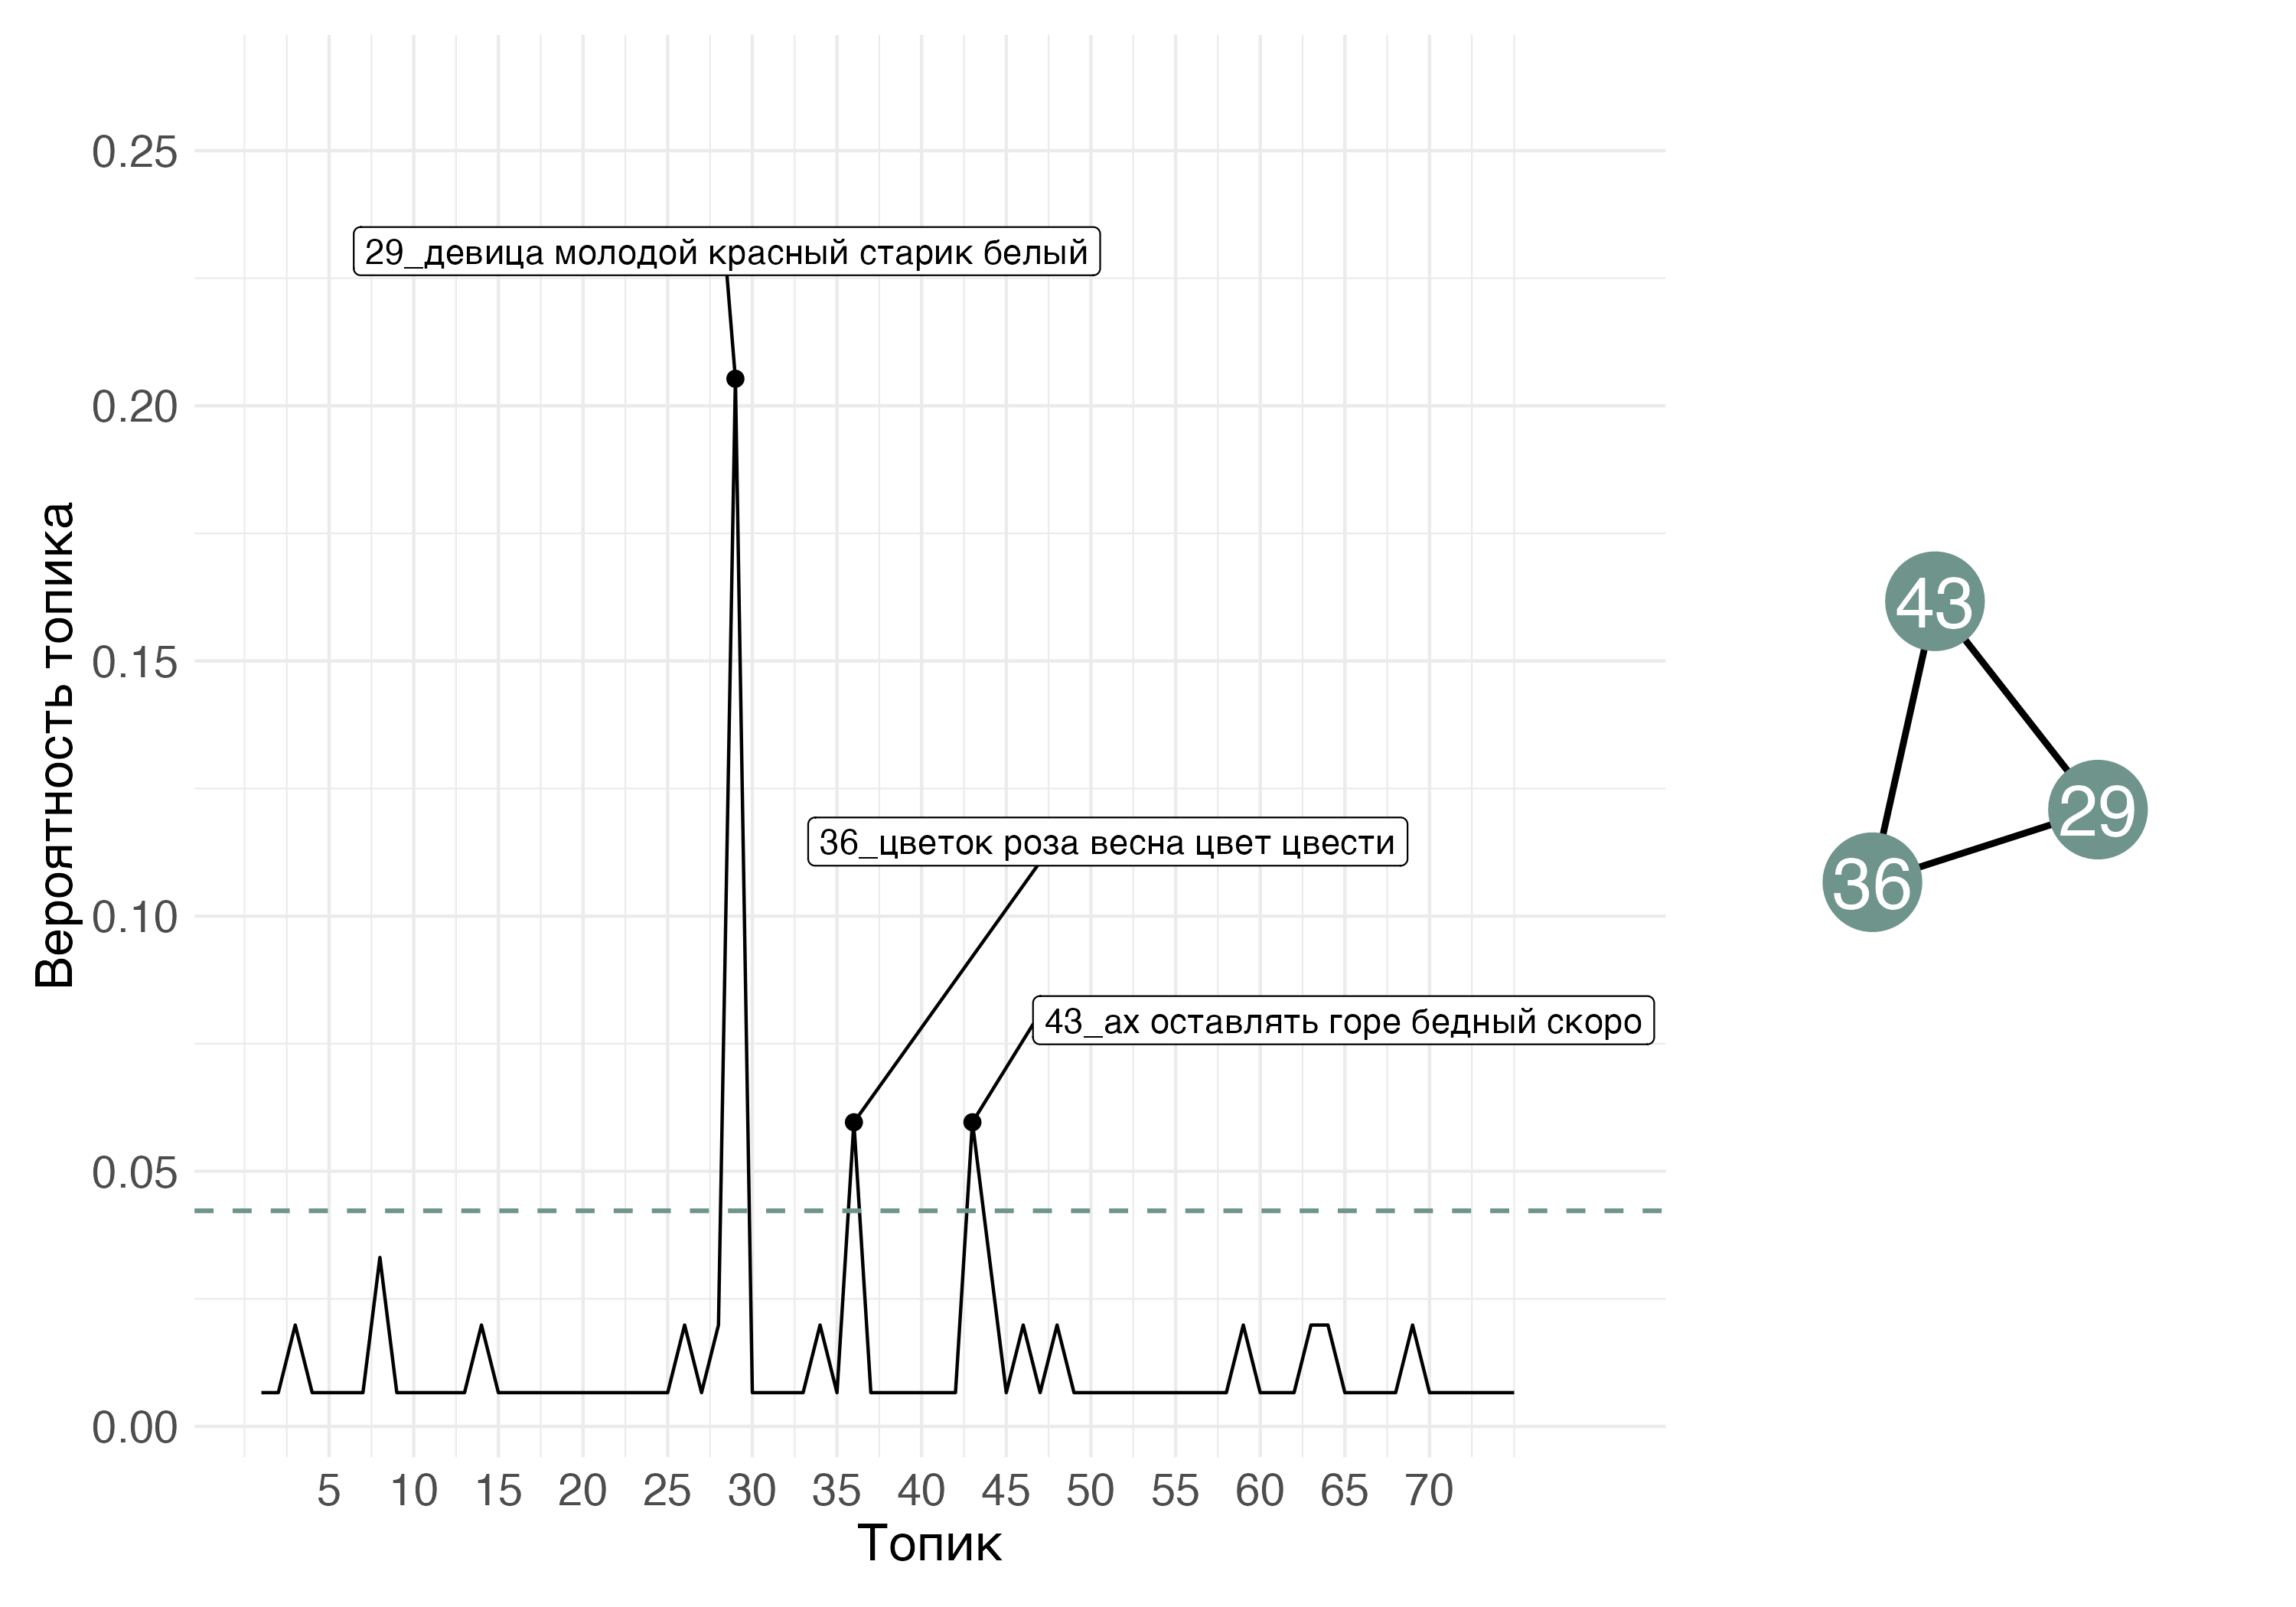 Вероятность топика
0.25
0.20
0.15
0.10
0.05
0.00
29_девица молодой красный старик белый
36_цветок роза весна цвет цвести
43_ах оставлять горе бедный скоро
5 10 15 20 25 30 35 40 45 50 55 60 65 70
Топик
43
29
36